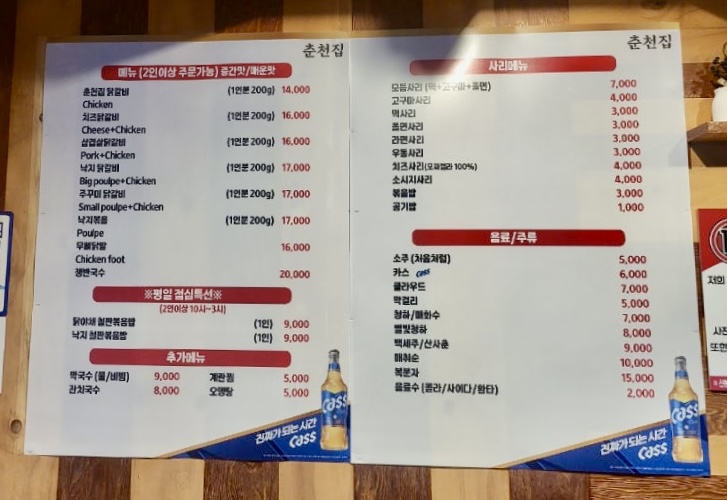 춘천집
메뉴 (2인이상 주문가능) 중간맛/매운맛
춘천집 닭갈비 (1인분 200g) 14,000
Chicken
치즈닭갈비 (1인분 200g) 16,000
Cheese+Chicken
삼겹살닭갈비 (1인분 200g) 16,000
Pork+Chicken
낙지 닭갈비 (1인분 200g) 17,000
Big poulpe+Chicken
주꾸미 닭갈비 (1인분 200g) 17,000
Small poulpe+Chicken
낙지볶음 (1인분 200g) 17,000
Poulpe
무뼈닭발 16,000
Chicken foot
쟁반국수 20,000
※평일 점심특선※
(2인이상 10시~3시)
닭야채 철판볶음밥 (1인) 9,000
낙지 철판볶음밥 (1인) 9,000
추가메뉴
막국수 (물/비빔) 9,000 계란찜 5,000
잔치국수 8,000 오뎅탕 5,000
진짜가 되는 시간
Cass
Cass
춘천집
사리메뉴
모듬사리 (떡+고구마+쫄면) 7,000
고구마사리 4,000
떡사리 3,000
쫄면사리 3,000
라면사리 3,000
우동사리 3,000
치즈사리(모짜렐라 100%) 4,000
소시지사리 4,000
볶음밥 3,000
공기밥 1,000
음료/주류
소주 (처음처럼) 5,000
카스 Cass 6,000
클라우드 7,000
막걸리 5,000
청하/매화수 7,000
별빛청하 8,000
백세주/산사춘 9,000
매취순 10,000
복분자 15,000
음료수 (콜라/사이다/환타) 2,000
진짜가 되는 시간
Cass
Cass
저희
사진
또한